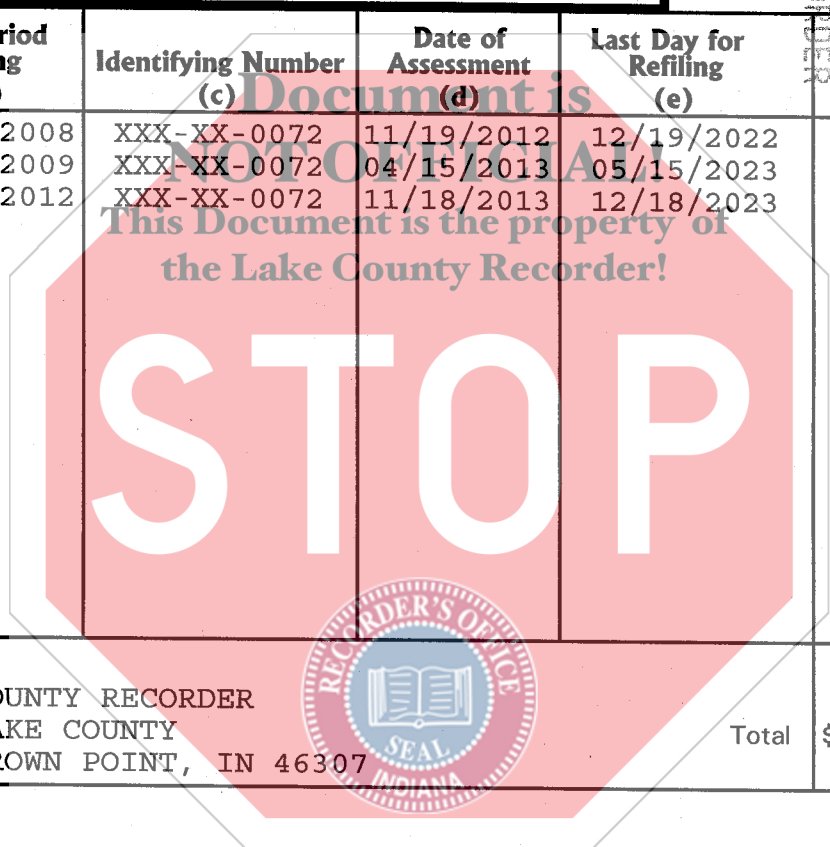 riod
ng
Identifying Number
(c)
Date of
Assessment
(d)
Last Day for
Refiling
(e)
2008 XXX-XX-0072 11/19/2012 12/19/2022
2009 XXX-XX-0072 04/15/2013 05/15/2023
2012 XXX-XX-0072 11/18/2013 12/18/2023
Document is
NOT OFFICIAL!
This Document is the property of
the Lake County Recorder!
STOP
RECORDER'S OFFICE
SEAL
INDIANA
OUNTY RECORDER
AKE COUNTY
ROWN POINT, IN 46307
Total $
RDER